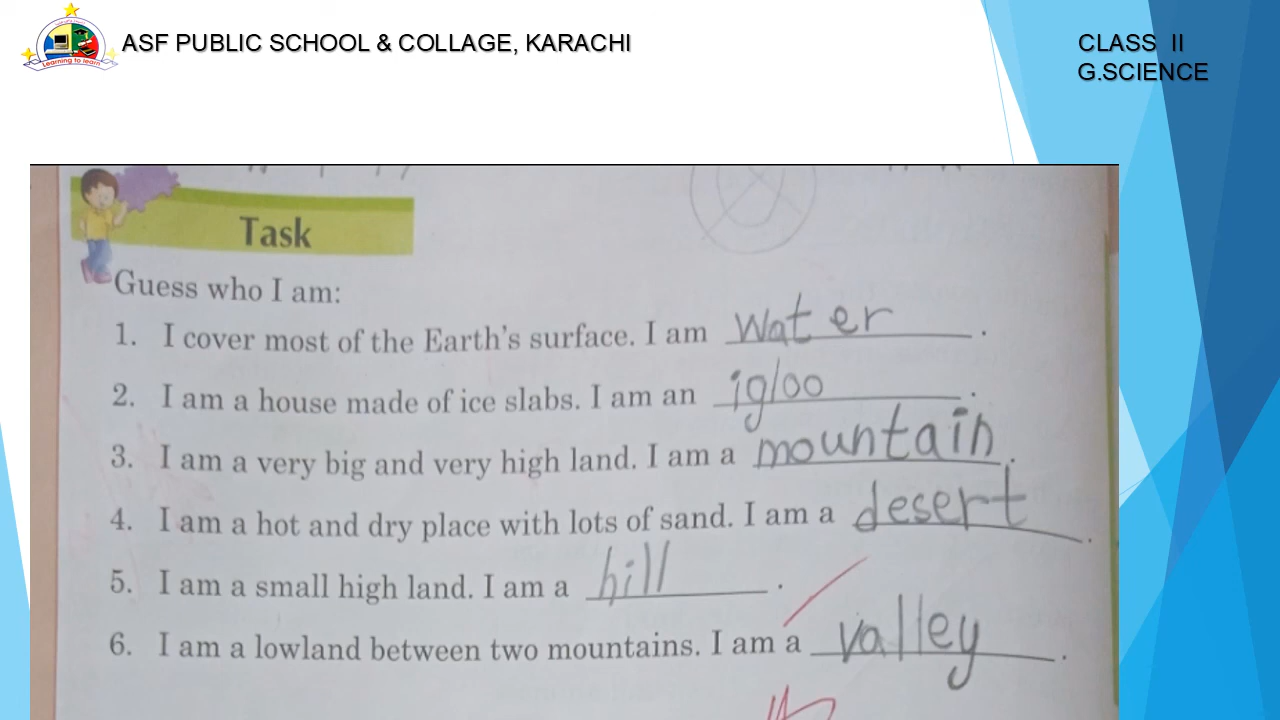 ASF PUBLIC SCHOOL & COLLAGE, KARACHI
CLASS II
G.SCIENCE
Learning to learn
Task
Guess who I am:
1. I cover most of the Earth's surface. I am water.
2. I am a house made of ice slabs. I am an igloo.
3. I am a very big and very high land. I am a mountain.
4. I am a hot and dry place with lots of sand. I am a desert.
5. I am a small high land. I am a hill.
6. I am a lowland between two mountains. I am a valley.